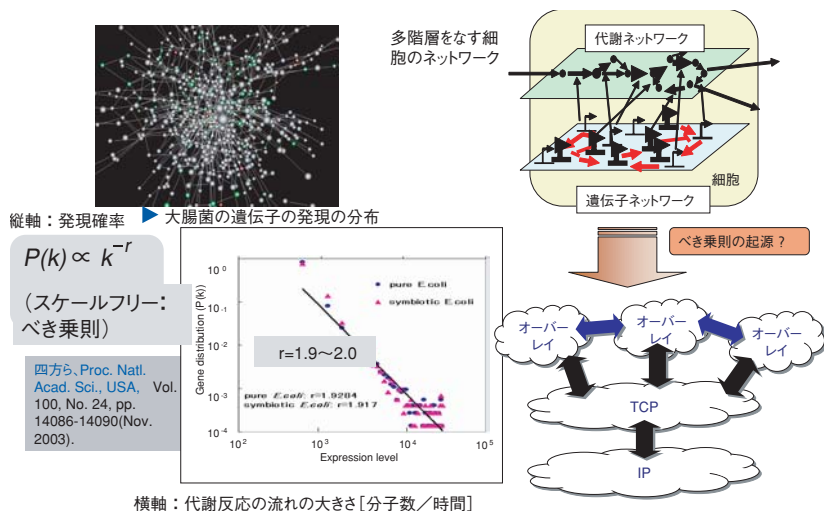 多階層をなす細
胞のネットワーク
代謝ネットワーク
細胞
遺伝子ネットワーク
縦軸：発現確率
▶ 大腸菌の遺伝子の発現の分布
P(k) ∝ k^-r
（スケールフリー：
べき乗則）
四方ら、Proc. Natl.
Acad. Sci., USA, Vol.
100, No. 24, pp.
14086-14090(Nov.
2003).
Gene distribution (P(k))
10^0
10^-1
10^-2
10^-3
10^-4
pure E.coli
symbiotic E.coli
r=1.9～2.0
pure E.coli: r=1.9284
symbiotic E.coli: r=1.917
10^2
10^3
10^4
10^5
Expression level
横軸：代謝反応の流れの大きさ[分子数／時間]
べき乗則の起源？
オーバー
レイ
オーバー
レイ
オーバー
レイ
TCP
IP